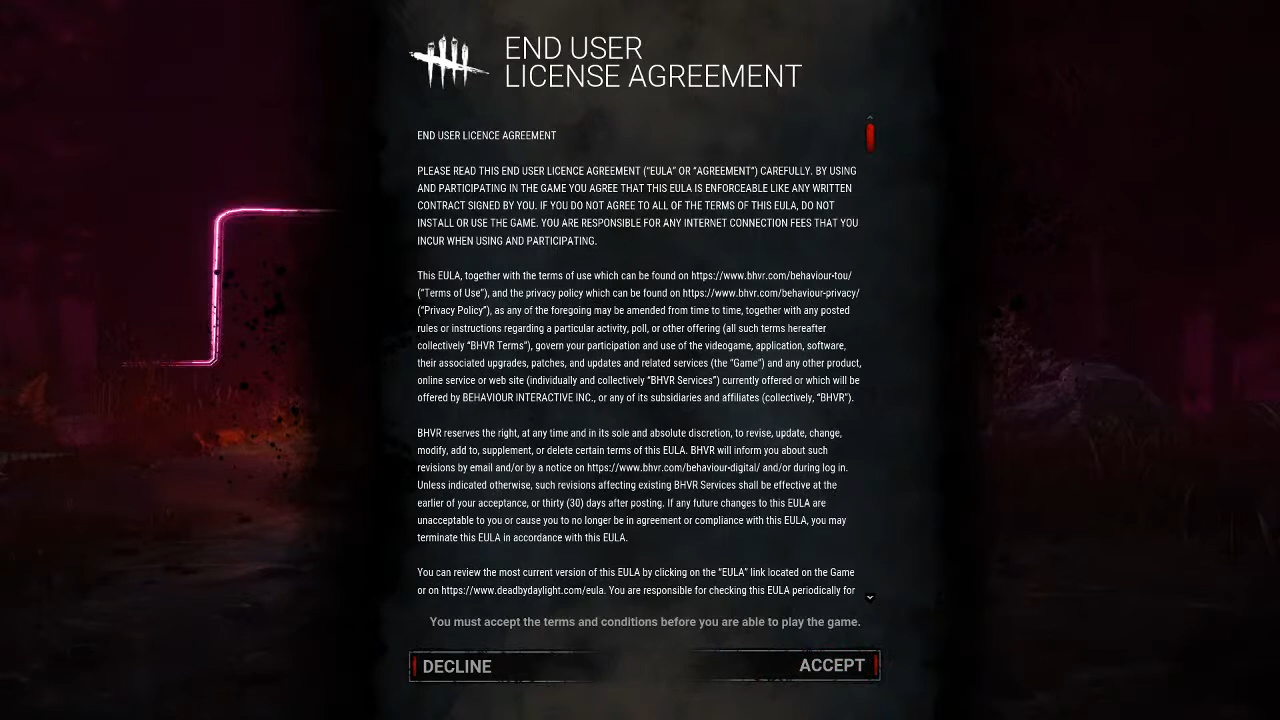 END USER
LICENSE AGREEMENT
END USER LICENCE AGREEMENT
PLEASE READ THIS END USER LICENCE AGREEMENT (“EULA” OR “AGREEMENT”) CAREFULLY. BY USING
AND PARTICIPATING IN THE GAME YOU AGREE THAT THIS EULA IS ENFORCEABLE LIKE ANY WRITTEN
CONTRACT SIGNED BY YOU. IF YOU DO NOT AGREE TO ALL OF THE TERMS OF THIS EULA, DO NOT
INSTALL OR USE THE GAME. YOU ARE RESPONSIBLE FOR ANY INTERNET CONNECTION FEES THAT YOU
INCUR WHEN USING AND PARTICIPATING.
This EULA, together with the terms of use which can be found on https://www.bhvr.com/behaviour-tou/
(“Terms of Use”), and the privacy policy which can be found on https://www.bhvr.com/behaviour-privacy/
(“Privacy Policy”), as any of the foregoing may be amended from time to time, together with any posted
rules or instructions regarding a particular activity, poll, or other offering (all such terms hereafter
collectively “BHVR Terms”), govern your participation and use of the videogame, application, software,
their associated upgrades, patches, and updates and related services (the “Game”) and any other product,
online service or web site (individually and collectively “BHVR Services”) currently offered or which will be
offered by BEHAVIOUR INTERACTIVE INC., or any of its subsidiaries and affiliates (collectively, “BHVR”).
BHVR reserves the right, at any time and in its sole and absolute discretion, to revise, update, change,
modify, add to, supplement, or delete certain terms of this EULA. BHVR will inform you about such
revisions by email and/or by a notice on https://www.bhvr.com/behaviour-digital/ and/or during log in.
Unless indicated otherwise, such revisions affecting existing BHVR Services shall be effective at the
earlier of your acceptance, or thirty (30) days after posting. If any future changes to this EULA are
unacceptable to you or cause you to no longer be in agreement or compliance with this EULA, you may
terminate this EULA in accordance with this EULA.
You can review the most current version of this EULA by clicking on the “EULA” link located on the Game
or on https://www.deadbydaylight.com/eula. You are responsible for checking this EULA periodically for
You must accept the terms and conditions before you are able to play the game.
DECLINE
ACCEPT